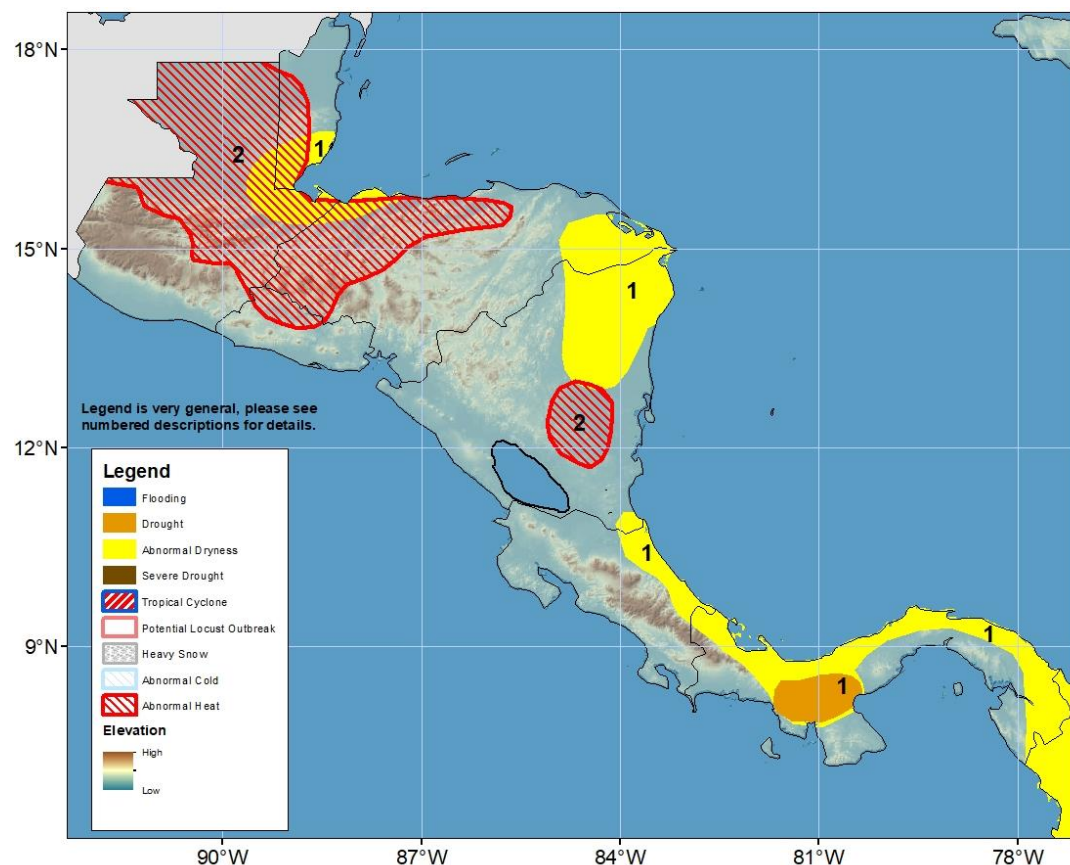 18°N
15°N
12°N
9°N
2
1
1
2
1
1
1
Legend is very general, please see
numbered descriptions for details.
Legend
Flooding
Drought
Abnormal Dryness
Severe Drought
Tropical Cyclone
Potential Locust Outbreak
Heavy Snow
Abnormal Cold
Abnormal Heat
Elevation
High
Low
90°W
87°W
84°W
81°W
78°W